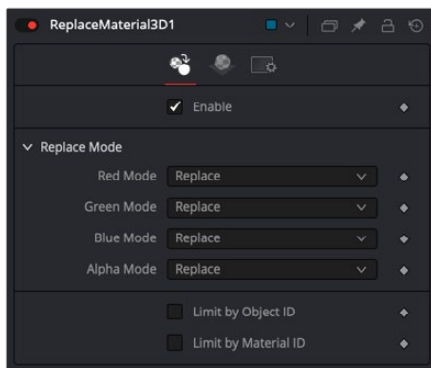 ReplaceMaterial3D1
Enable
Replace Mode
Red Mode Replace
Green Mode Replace
Blue Mode Replace
Alpha Mode Replace
Limit by Object ID
Limit by Material ID